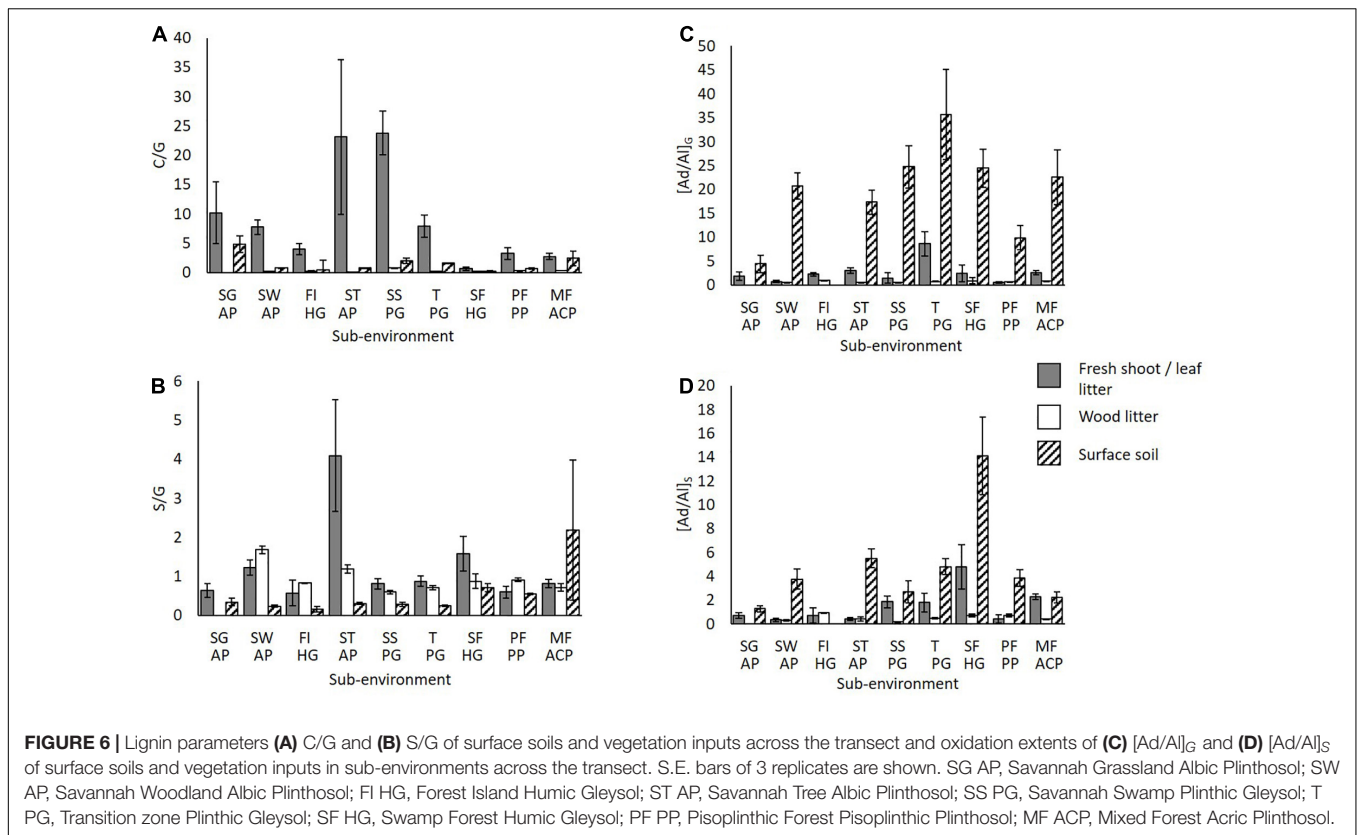 A
C/G
40
35
30
25
20
15
10
5
0
SG SW FI ST SS T SF PF MF
AP AP HG AP PG PG HG PP ACP
Sub-environment
B
S/G
6
5
4
3
2
1
0
SG SW FI ST SS T SF PF MF
AP AP HG AP PG PG HG PP ACP
Sub-environment
C
[Ad/Al]G
50
45
40
35
30
25
20
15
10
5
0
SG SW FI ST SS T SF PF MF
AP AP HG AP PG PG HG PP ACP
Sub-environment
D
[Ad/Al]S
20
18
16
14
12
10
8
6
4
2
0
SG SW FI ST SS T SF PF MF
AP AP HG AP PG PG HG PP ACP
Sub-environment
Fresh shoot / leaf
litter
Wood litter
Surface soil
FIGURE 6 | Lignin parameters (A) C/G and (B) S/G of surface soils and vegetation inputs across the transect and oxidation extents of (C) [Ad/Al]G and (D) [Ad/Al]S
of surface soils and vegetation inputs in sub-environments across the transect. S.E. bars of 3 replicates are shown. SG AP, Savannah Grassland Albic Plinthosol; SW
AP, Savannah Woodland Albic Plinthosol; FI HG, Forest Island Humic Gleysol; ST AP, Savannah Tree Albic Plinthosol; SS PG, Savannah Swamp Plinthic Gleysol; T
PG, Transition zone Plinthic Gleysol; SF HG, Swamp Forest Humic Gleysol; PF PP, Pisoplinthic Forest Pisoplinthic Plinthosol; MF ACP, Mixed Forest Acric Plinthosol.